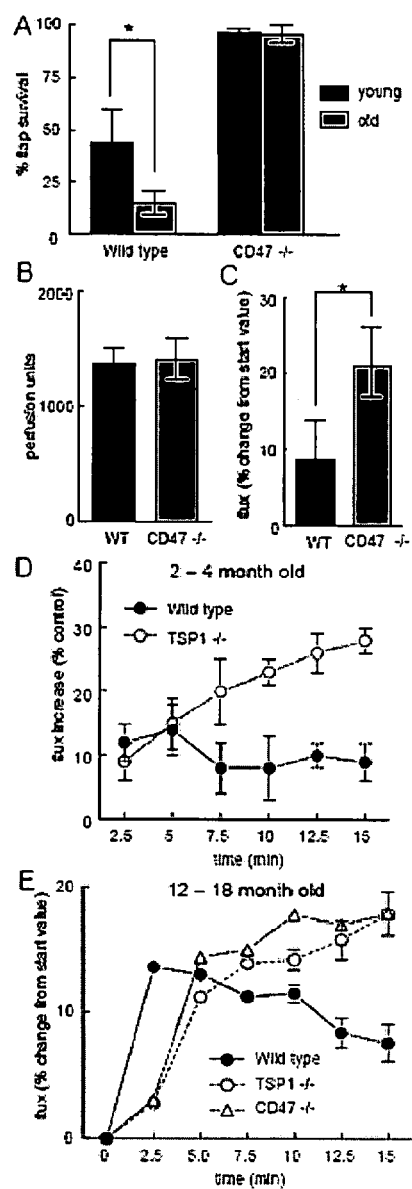 A
100
75
50
25
0
% flap survival
*
young
old
Wild type
CD47 -/-
B
2000
1000
0
perfusion units
WT
CD47 -/-
C
30
20
10
0
flux (% change from start value)
*
WT
CD47 -/-
D
2 - 4 month old
Wild type
TSP1 -/-
40
30
20
10
0
flux increase (% control)
2.5 5 7.5 10 12.5 15
time (min)
E
12 - 18 month old
20
10
0
flux (% change from start value)
Wild type
TSP1 -/-
CD47 -/-
0 2.5 5.0 7.5 10 12.5 15
time (min)